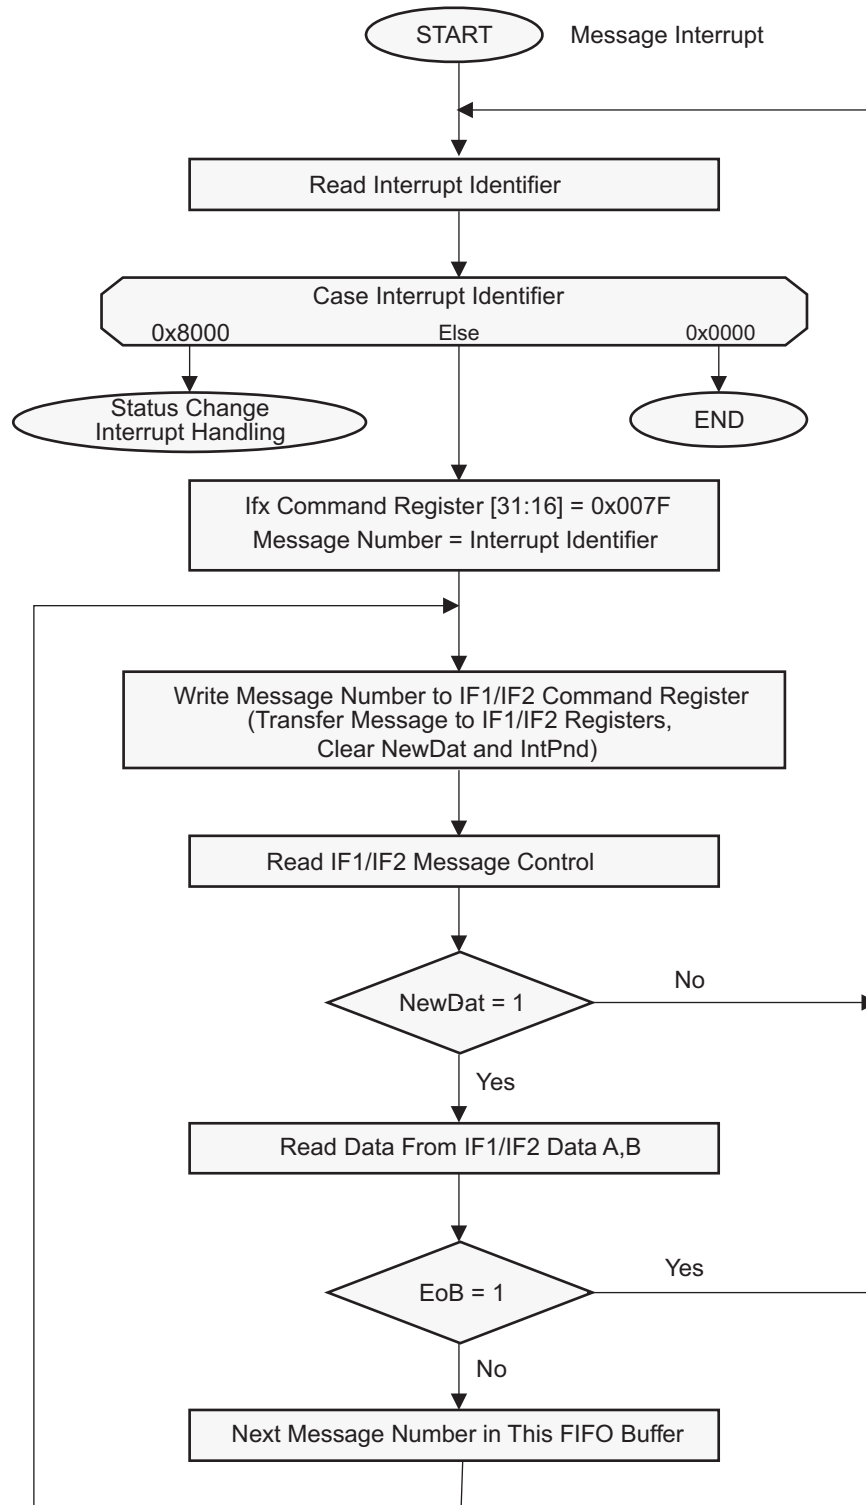 START
Message Interrupt
Read Interrupt Identifier
Case Interrupt Identifier
0x8000
Else
0x0000
Status Change
Interrupt Handling
END
Ifx Command Register [31:16] = 0x007F
Message Number = Interrupt Identifier
Write Message Number to IF1/IF2 Command Register
(Transfer Message to IF1/IF2 Registers,
Clear NewDat and IntPnd)
Read IF1/IF2 Message Control
NewDat = 1
No
Yes
Read Data From IF1/IF2 Data A,B
EoB = 1
Yes
No
Next Message Number in This FIFO Buffer